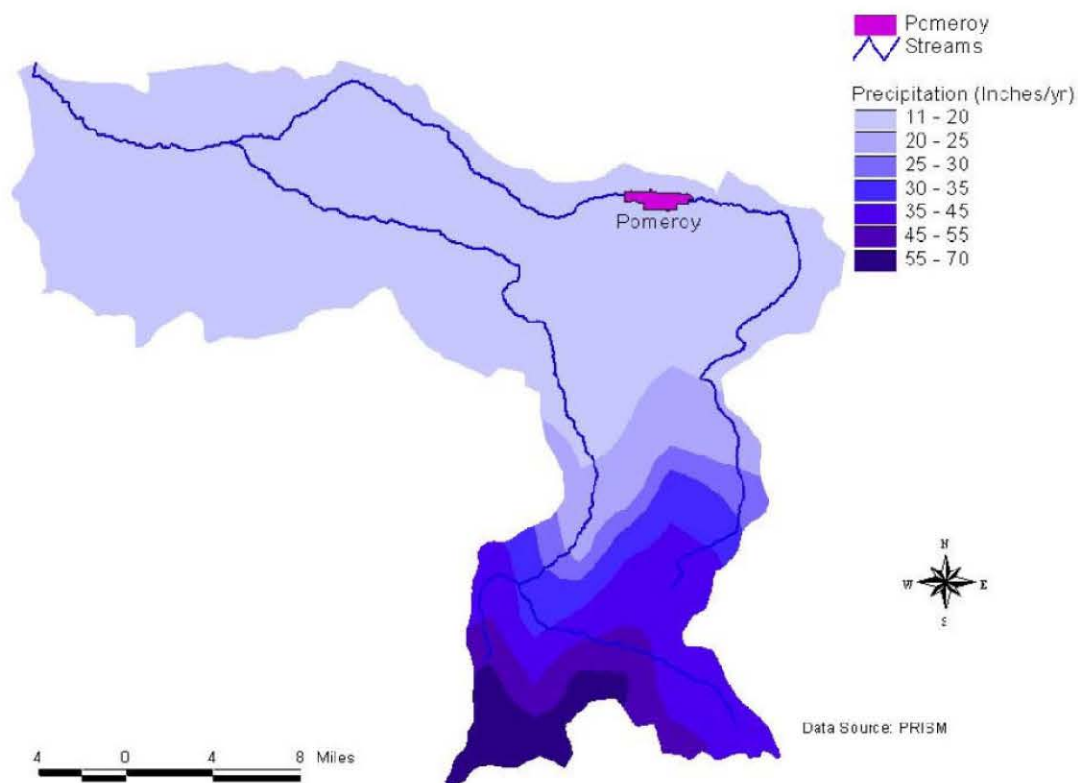 Pomeroy
Streams
Precipitation (Inches/yr)
11 - 20
20 - 25
25 - 30
30 - 35
35 - 45
45 - 55
55 - 70
Pomeroy
N
W E
S
Data Source: PRISM
4 0 4 8 Miles